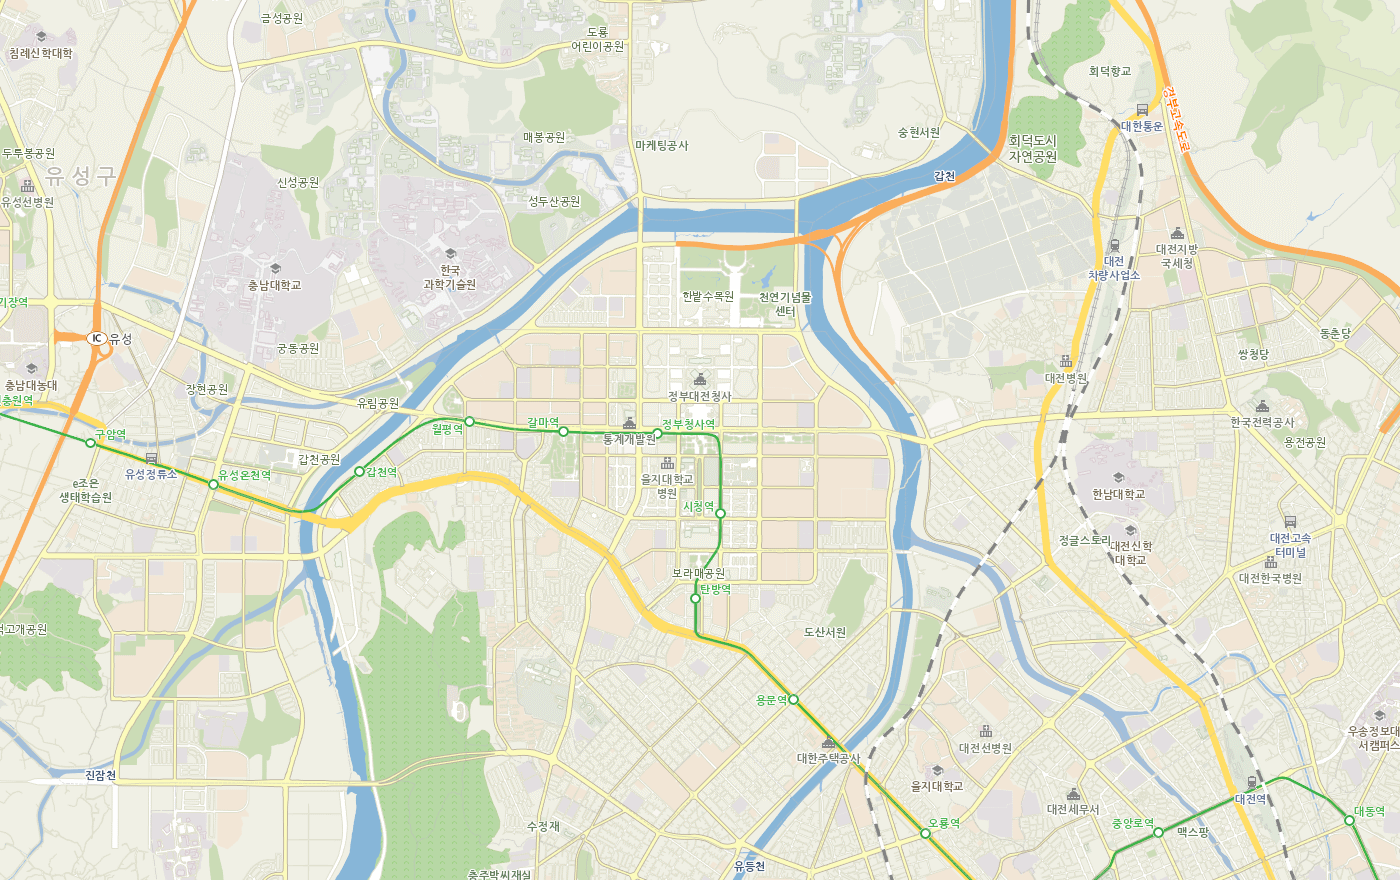 금성공원
도룡
어린이공원
침례신학대학
회덕향교
경부고속도로
대한통운
매봉공원
마케팅공사
숭현서원
회덕도시
자연공원
두루봉공원
유성구
신성공원
갑천
유성선병원
성두산공원
대전지방
국세청
한국
과학기술원
충남대학교
대전
차량사업소
한밭수목원
천연기념물
센터
유성
IC
궁동공원
동춘당
쌍청당
충남대농대
장현공원
유림공원
정부대전청사
대전병원
구암역
월평역
갈마역
통계개발원
정부청사역
한국전력공사
용전공원
갑천공원
유성정류소
유성온천역
갑천역
을지대학교
병원
e조은
생태학습원
한남대학교
시청역
정글스토리
대전신학
대학교
대전고속
터미널
대전한국병원
보라매공원
탄방역
도산서원
용문역
대한주택공사
대전선병원
우송정보대
서캠퍼스
진잠천
을지대학교
대전역
대전세무서
대동역
수정재
오룡역
중앙로역
맥스팡
유등천
충주박씨재실